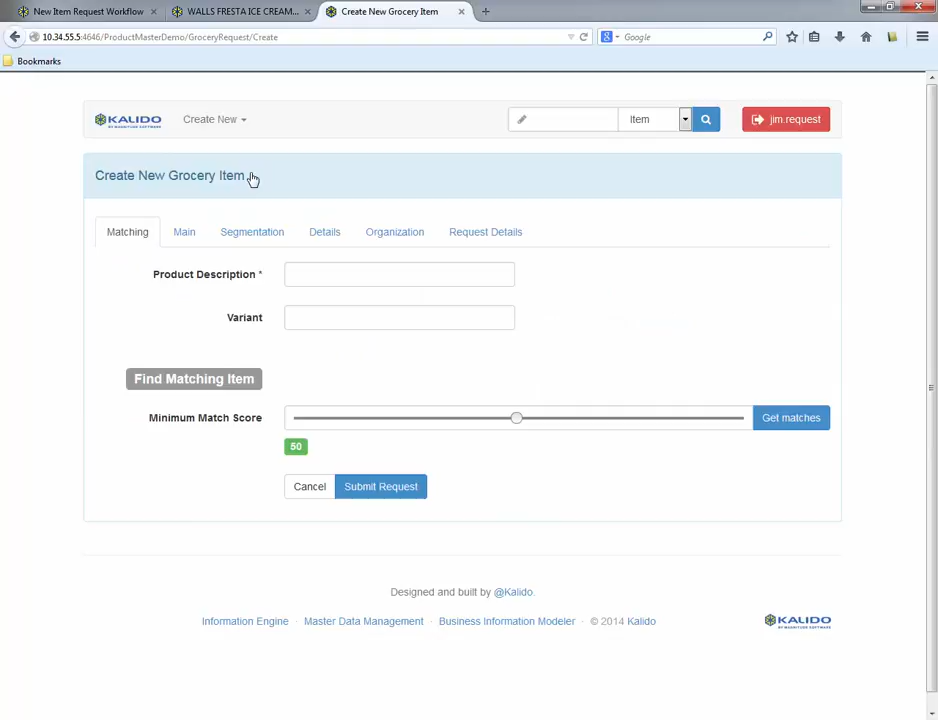 New Item Request Workflow
WALLS FRESTA ICE CREAM...
Create New Grocery Item
10.34.55.5:4646/ProductMasterDemo/GroceryRequest/Create
Google
Bookmarks
KALIDO
BY MAGNITUDE SOFTWARE
Create New
Item
jim.request
Create New Grocery Item
Matching
Main
Segmentation
Details
Organization
Request Details
Product Description *
Variant
Find Matching Item
Minimum Match Score
Get matches
50
Cancel
Submit Request
Designed and built by @Kalido.
Information Engine · Master Data Management · Business Information Modeler · © 2014 Kalido
KALIDO
BY MAGNITUDE SOFTWARE